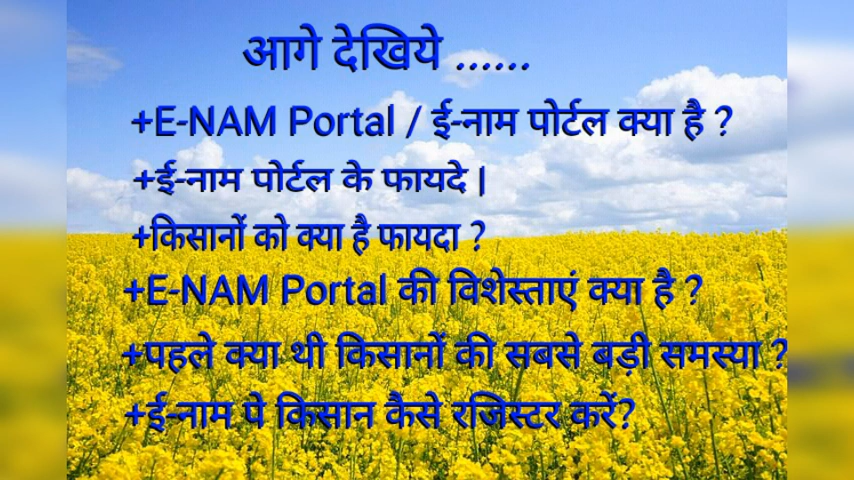 आगे देखिये ......
+E-NAM Portal / ई-नाम पोर्टल क्या है ?
+ई-नाम पोर्टल के फायदे |
+किसानों को क्या है फायदा ?
+E-NAM Portal की विशेस्ताएं क्या है ?
+पहले क्या थी किसानों की सबसे बड़ी समस्या ?
+ई-नाम पे किसान कैसे रजिस्टर करें?